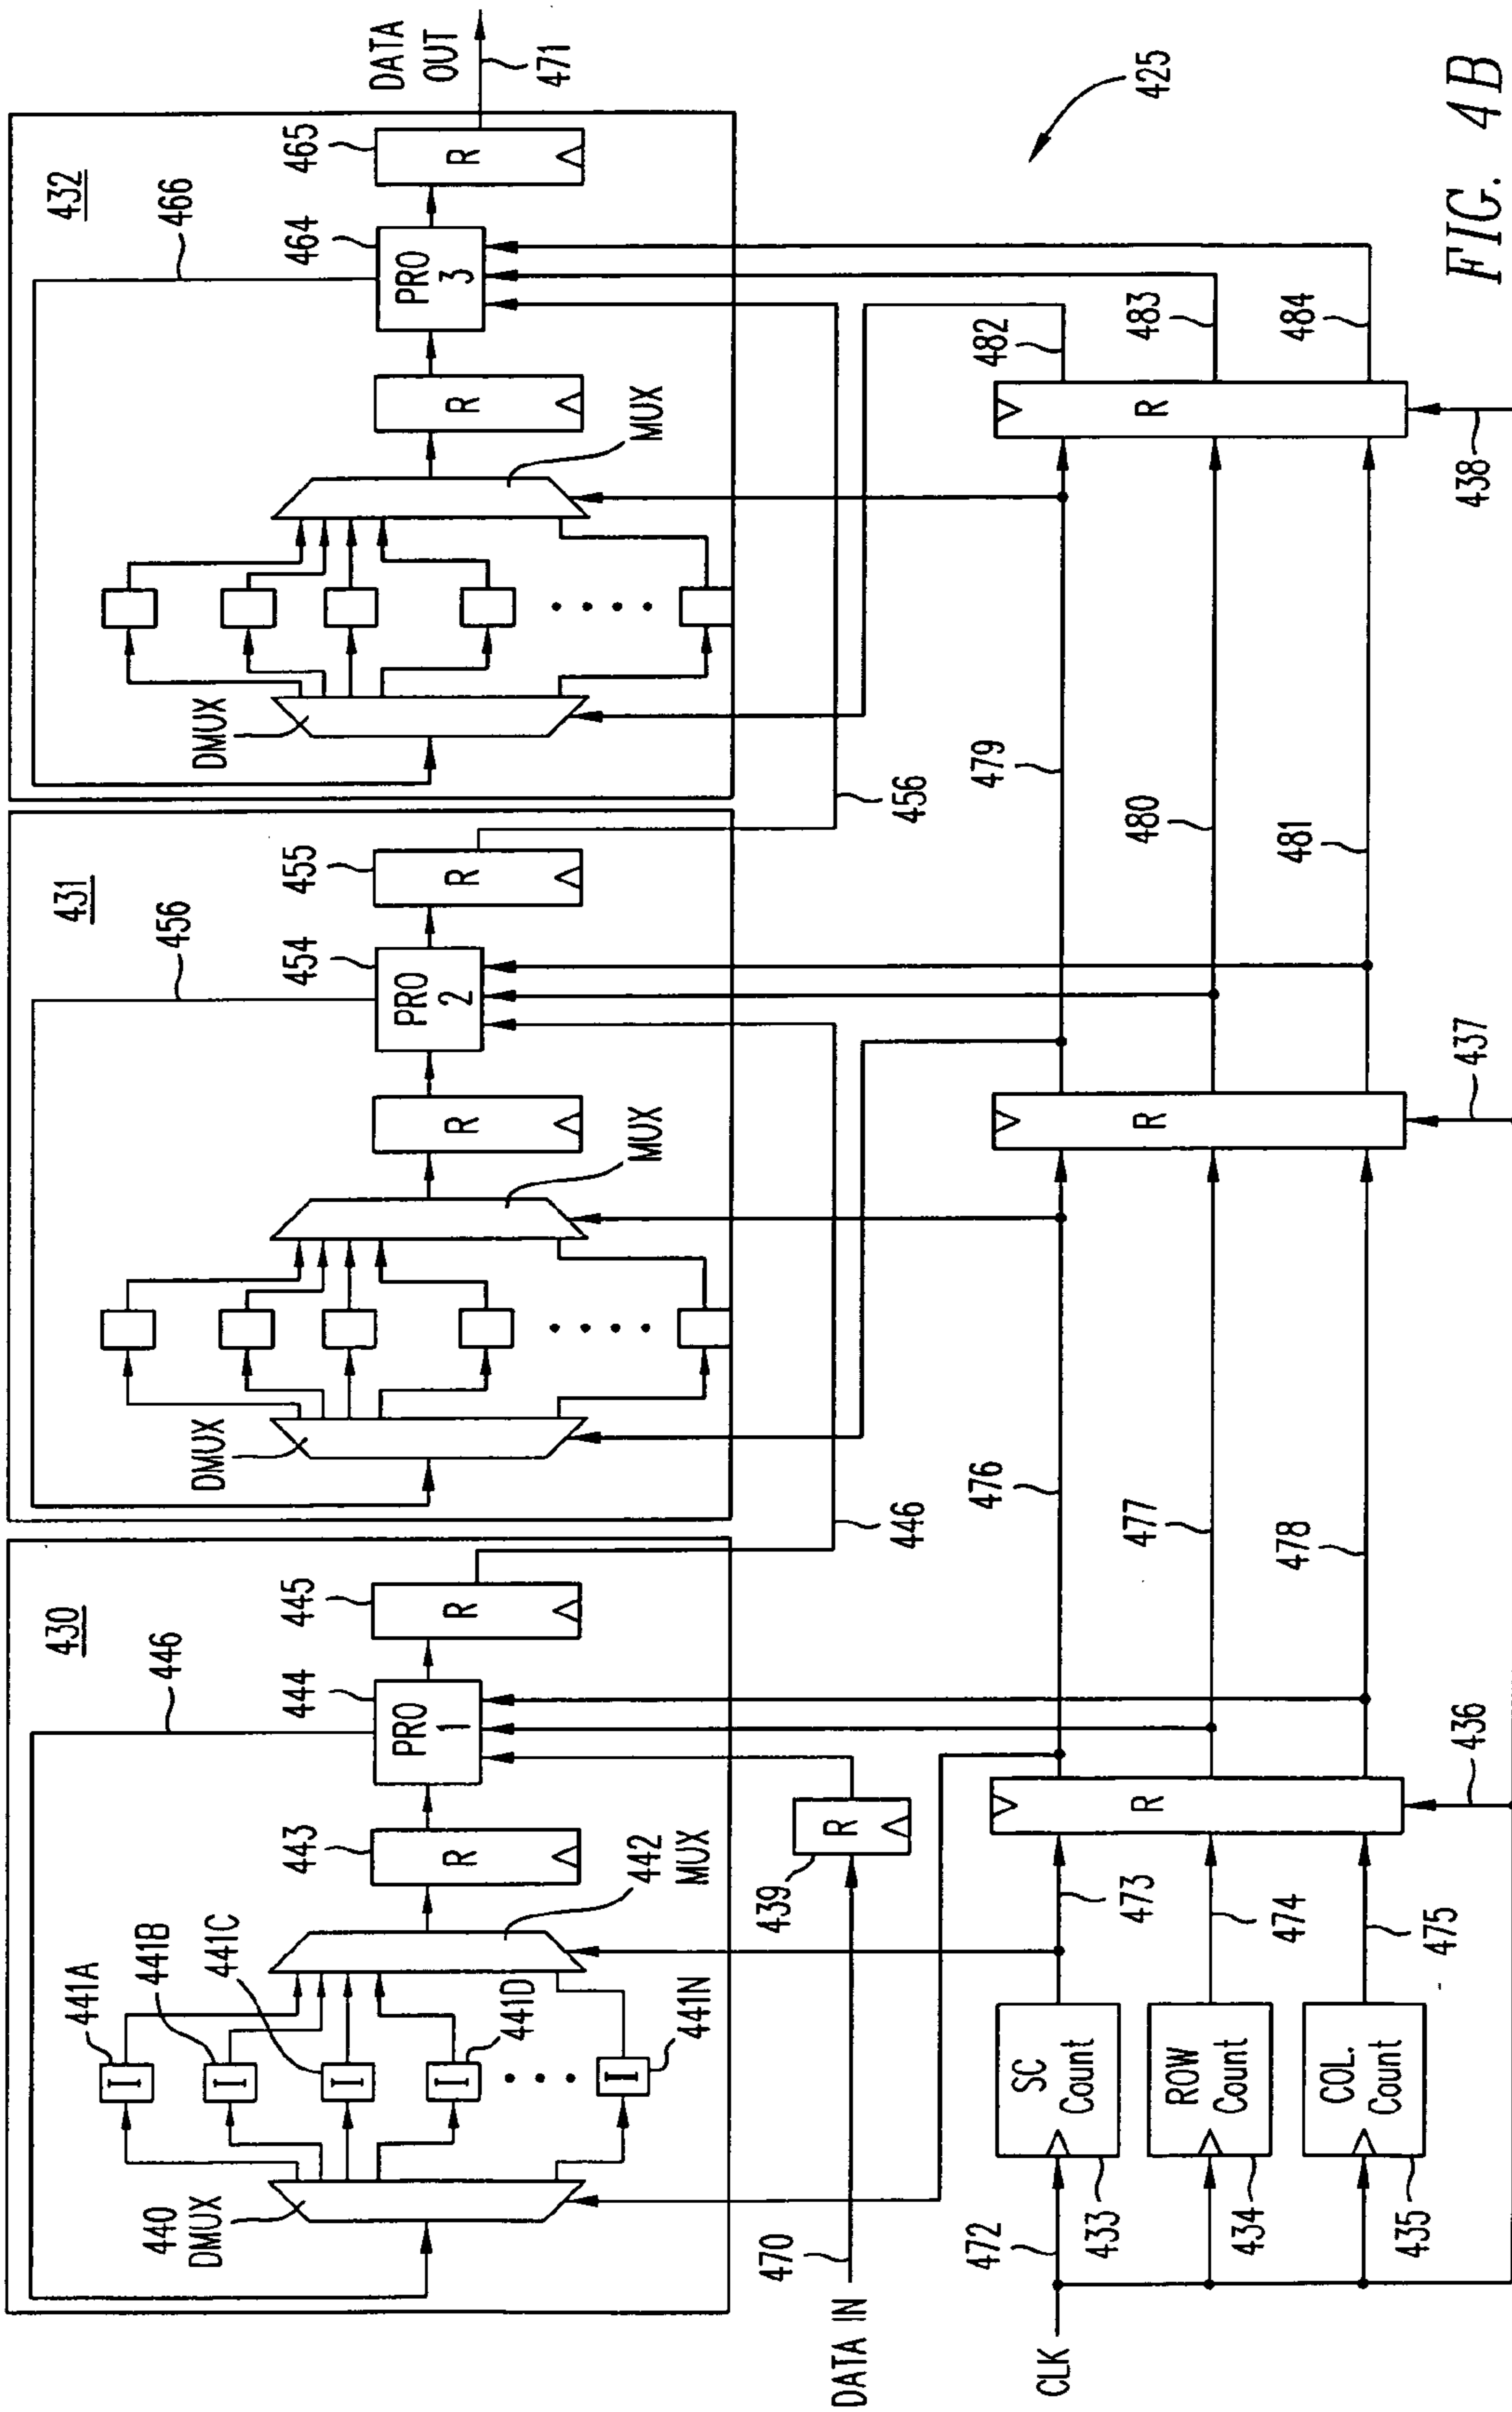 430
446
441A
441B
441C
441D
441N
I
I
I
I
I
440
DMUX
442
MUX
443
R
444
PRO
1
445
R
446
431
456
DMUX
MUX
R
454
PRO
2
455
R
456
432
466
DMUX
MUX
R
464
PRO
3
465
R
DATA
OUT
471
DATA IN
470
439
R
425
CLK
472
SC
Count
433
ROW
Count
434
COL.
Count
435
473
474
475
R
436
476
477
478
R
437
479
480
481
R
438
482
483
484
FIG. 4B